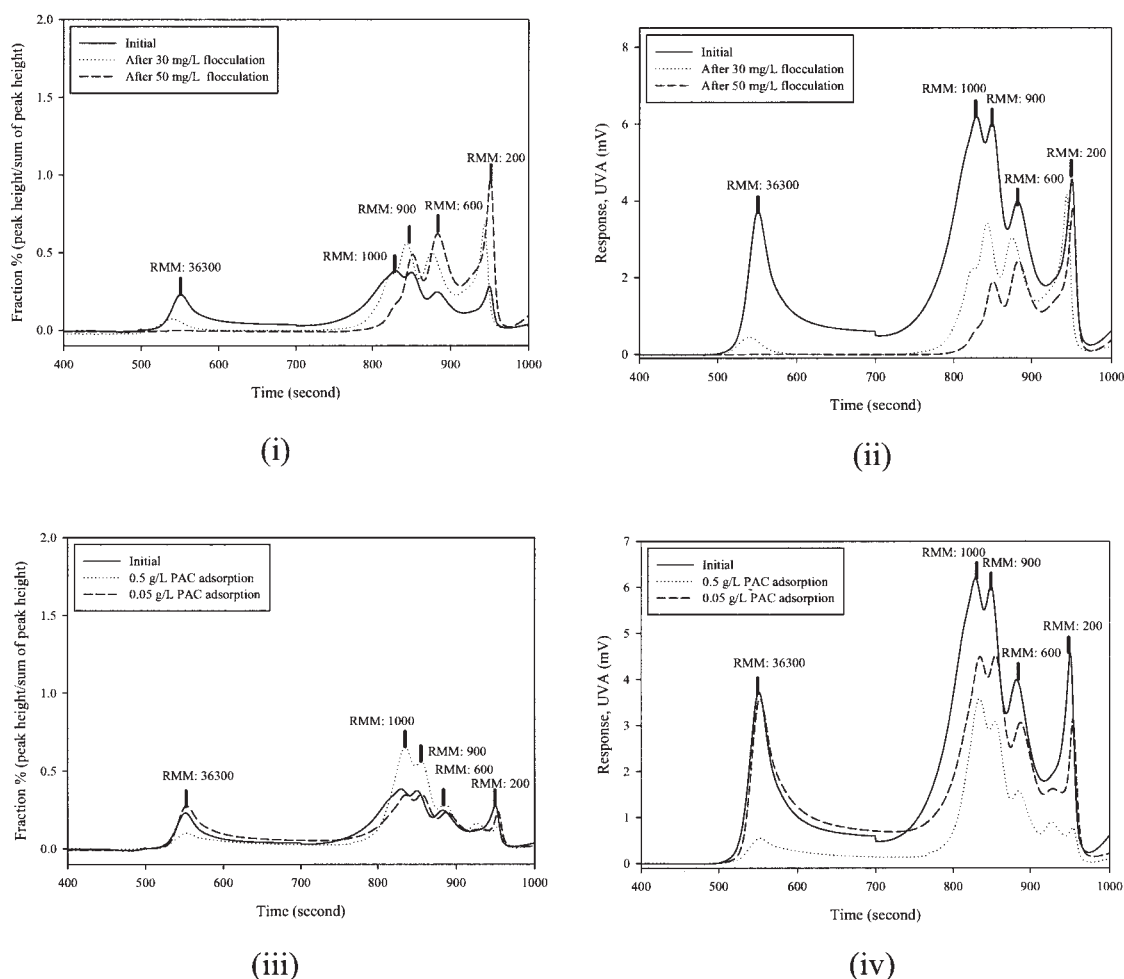 2.0
Initial
After 30 mg/L flocculation
After 50 mg/L flocculation
1.5
RMM: 200
1.0
RMM: 900
RMM: 600
0.5
RMM: 1000
RMM: 36300
0.0
400 500 600 700 800 900 1000
Time (second)
Fraction % (peak height/sum of peak height)
(i)
8
Initial
After 30 mg/L flocculation
After 50 mg/L flocculation
RMM: 1000
RMM: 900
6
RMM: 200
RMM: 600
RMM: 36300
4
2
0
400 500 600 700 800 900 1000
Time (second)
Response, UVA (mV)
(ii)
2.0
Initial
0.5 g/L PAC adsorption
0.05 g/L PAC adsorption
1.5
1.0
RMM: 1000
RMM: 900
RMM: 600
RMM: 36300
RMM: 200
0.5
0.0
400 500 600 700 800 900 1000
Time (second)
Fraction % (peak height/sum of peak height)
(iii)
7
Initial
0.5 g/L PAC adsorption
0.05 g/L PAC adsorption
RMM: 1000
RMM: 900
6
5
RMM: 200
RMM: 600
RMM: 36300
4
3
2
1
0
400 500 600 700 800 900 1000
Time (second)
Response, UVA (mV)
(iv)